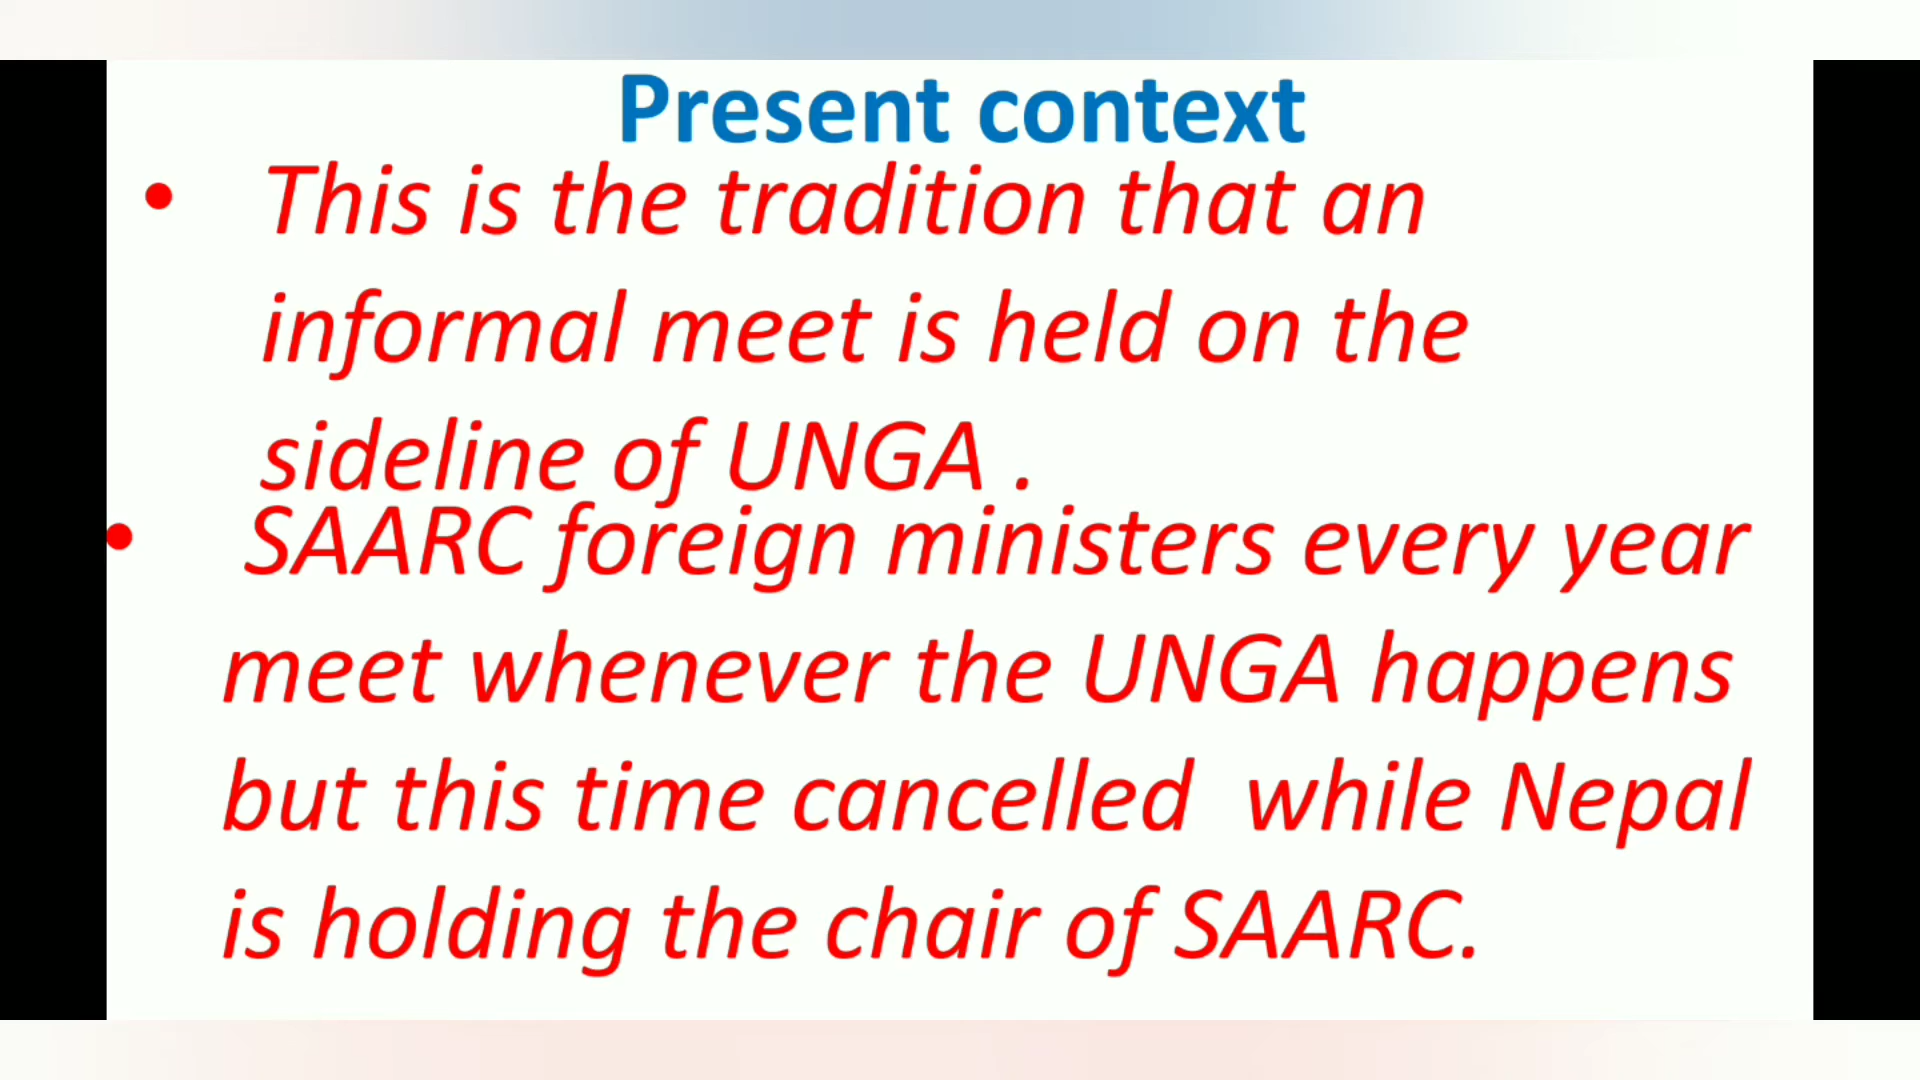 Present context
• This is the tradition that an
informal meet is held on the
sideline of UNGA .
• SAARC foreign ministers every year
meet whenever the UNGA happens
but this time cancelled  while Nepal
is holding the chair of SAARC.